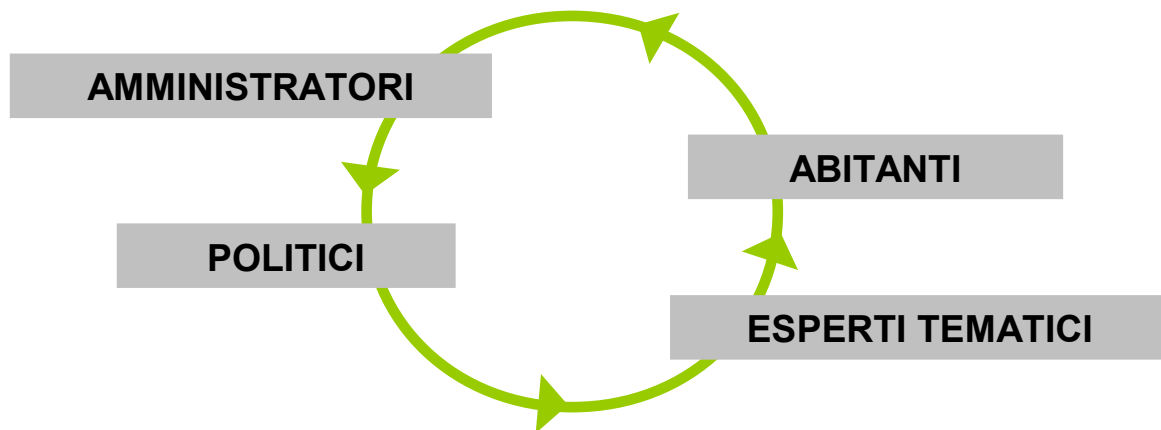 AMMINISTRATORI
ABITANTI
POLITICI
ESPERTI TEMATICI